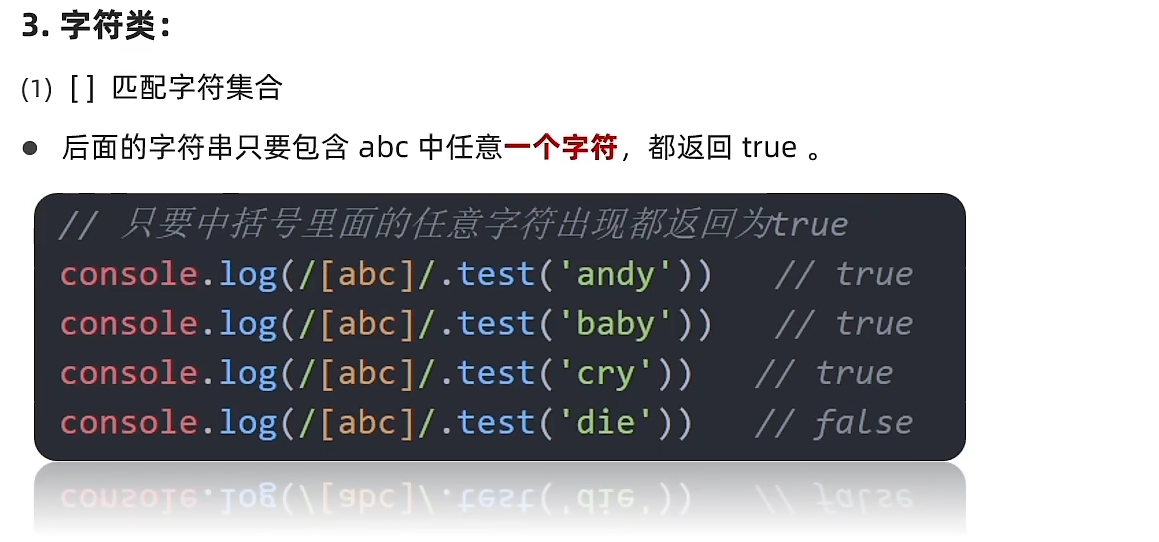 3. 字符类：
(1) [ ] 匹配字符集合
● 后面的字符串只要包含 abc 中任意一个字符，都返回 true 。
// 只要中括号里面的任意字符出现都返回为true
console.log(/[abc]/.test('andy'))   // true
console.log(/[abc]/.test('baby'))   // true
console.log(/[abc]/.test('cry'))   // true
console.log(/[abc]/.test('die'))   // false